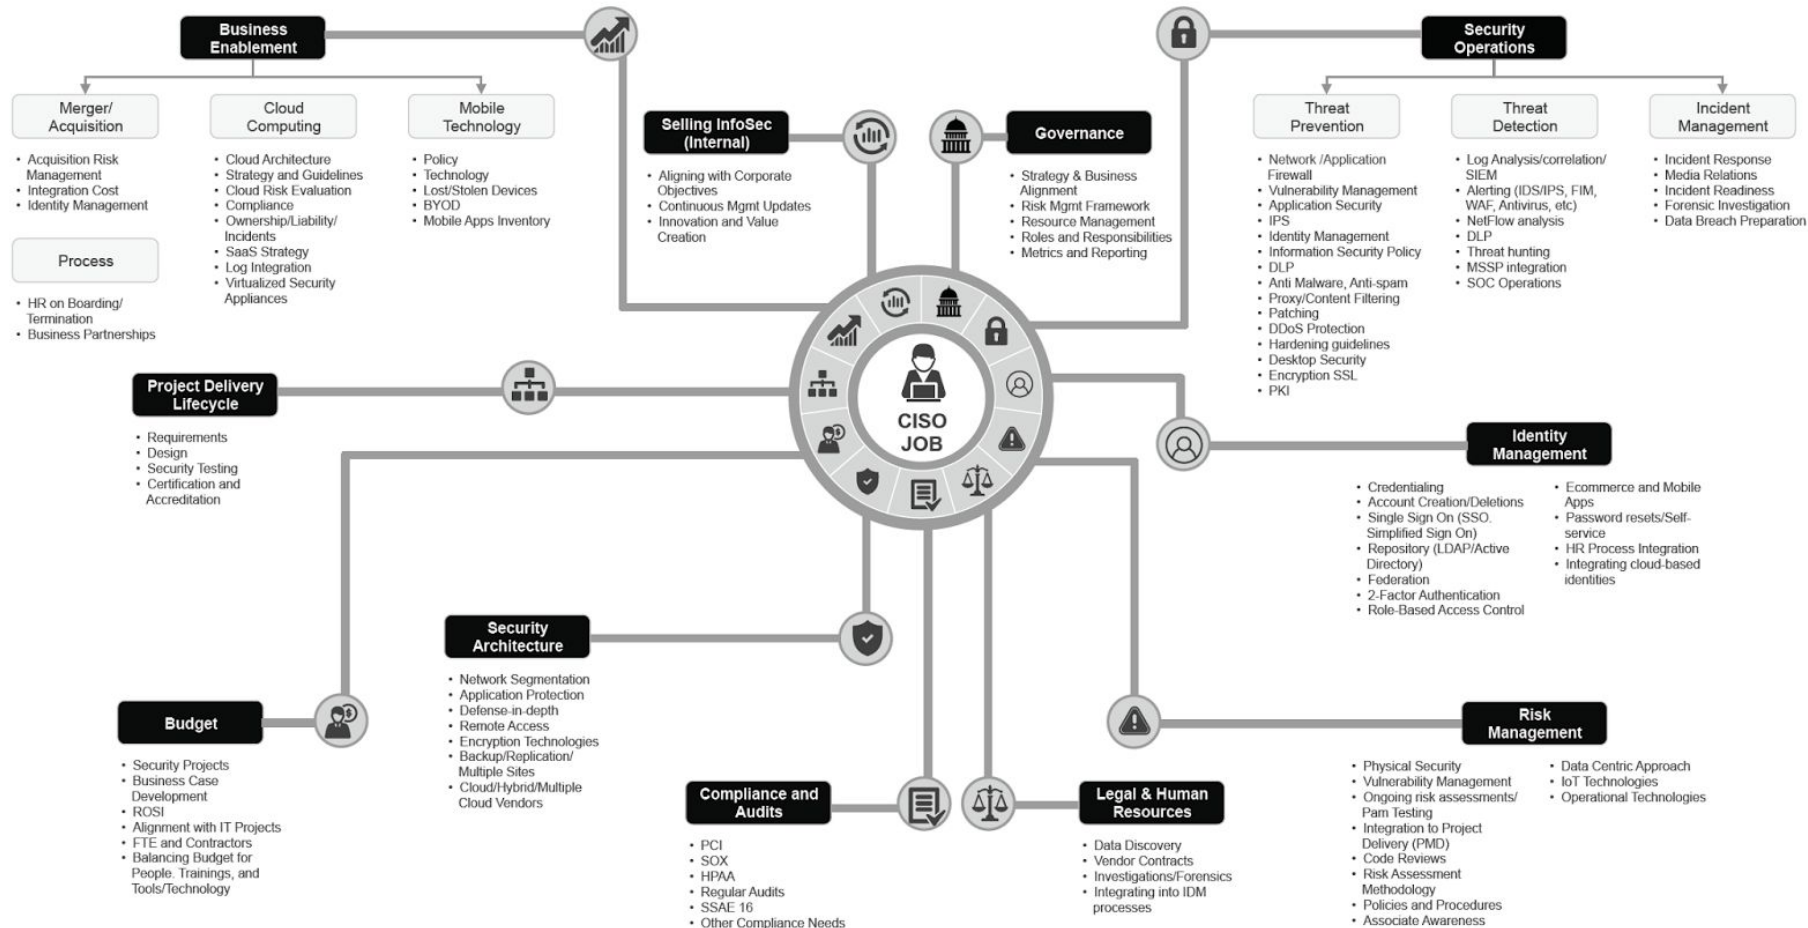 Business
Enablement
Merger/
Acquisition
• Acquisition Risk
Management
• Integration Cost
• Identity Management
Process
• HR on Boarding/
Termination
• Business Partnerships
Cloud
Computing
• Cloud Architecture
• Strategy and Guidelines
• Cloud Risk Evaluation
• Compliance
• Ownership/Liability/
Incidents
• SaaS Strategy
• Log Integration
• Virtualized Security
Appliances
Mobile
Technology
• Policy
• Technology
• Lost/Stolen Devices
• BYOD
• Mobile Apps Inventory
Selling InfoSec
(Internal)
• Aligning with Corporate
Objectives
• Continuous Mgmt Updates
• Innovation and Value
Creation
Governance
• Strategy & Business
Alignment
• Risk Mgmt Framework
• Resource Management
• Roles and Responsibilities
• Metrics and Reporting
Security
Operations
Threat
Prevention
• Network /Application
Firewall
• Vulnerability Management
• Application Security
• IPS
• Identity Management
• Information Security Policy
• DLP
• Anti Malware, Anti-spam
• Proxy/Content Filtering
• Patching
• DDoS Protection
• Hardening guidelines
• Desktop Security
• Encryption SSL
• PKI
Threat
Detection
• Log Analysis/correlation/
SIEM
• Alerting (IDS/IPS, FIM,
WAF, Antivirus, etc)
• NetFlow analysis
• DLP
• Threat hunting
• MSSP integration
• SOC Operations
Incident
Management
• Incident Response
• Media Relations
• Incident Readiness
• Forensic Investigation
• Data Breach Preparation
Project Delivery
Lifecycle
• Requirements
• Design
• Security Testing
• Certification and
Accreditation
CISO
JOB
Identity
Management
• Credentialing
• Account Creation/Deletions
• Single Sign On (SSO.
Simplified Sign On)
• Repository (LDAP/Active
Directory)
• Federation
• 2-Factor Authentication
• Role-Based Access Control
• Ecommerce and Mobile
Apps
• Password resets/Self-
service
• HR Process Integration
• Integrating cloud-based
identities
Security
Architecture
• Network Segmentation
• Application Protection
• Defense-in-depth
• Remote Access
• Encryption Technologies
• Backup/Replication/
Multiple Sites
• Cloud/Hybrid/Multiple
Cloud Vendors
Budget
• Security Projects
• Business Case
Development
• ROSI
• Alignment with IT Projects
• FTE and Contractors
• Balancing Budget for
People. Trainings, and
Tools/Technology
Compliance and
Audits
• PCI
• SOX
• HPAA
• Regular Audits
• SSAE 16
• Other Compliance Needs
Legal & Human
Resources
• Data Discovery
• Vendor Contracts
• Investigations/Forensics
• Integrating into IDM
processes
Risk
Management
• Physical Security
• Vulnerability Management
• Ongoing risk assessments/
Pam Testing
• Integration to Project
Delivery (PMD)
• Code Reviews
• Risk Assessment
Methodology
• Policies and Procedures
• Associate Awareness
• Data Centric Approach
• IoT Technologies
• Operational Technologies